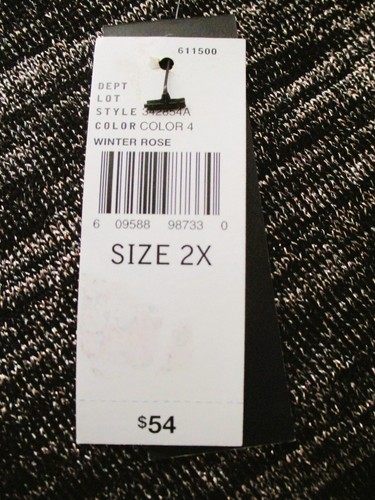 611500
DEPT
LOT
STYLE 342854A
COLOR COLOR 4
WINTER ROSE
6 09588 98733 0
SIZE 2X
$54